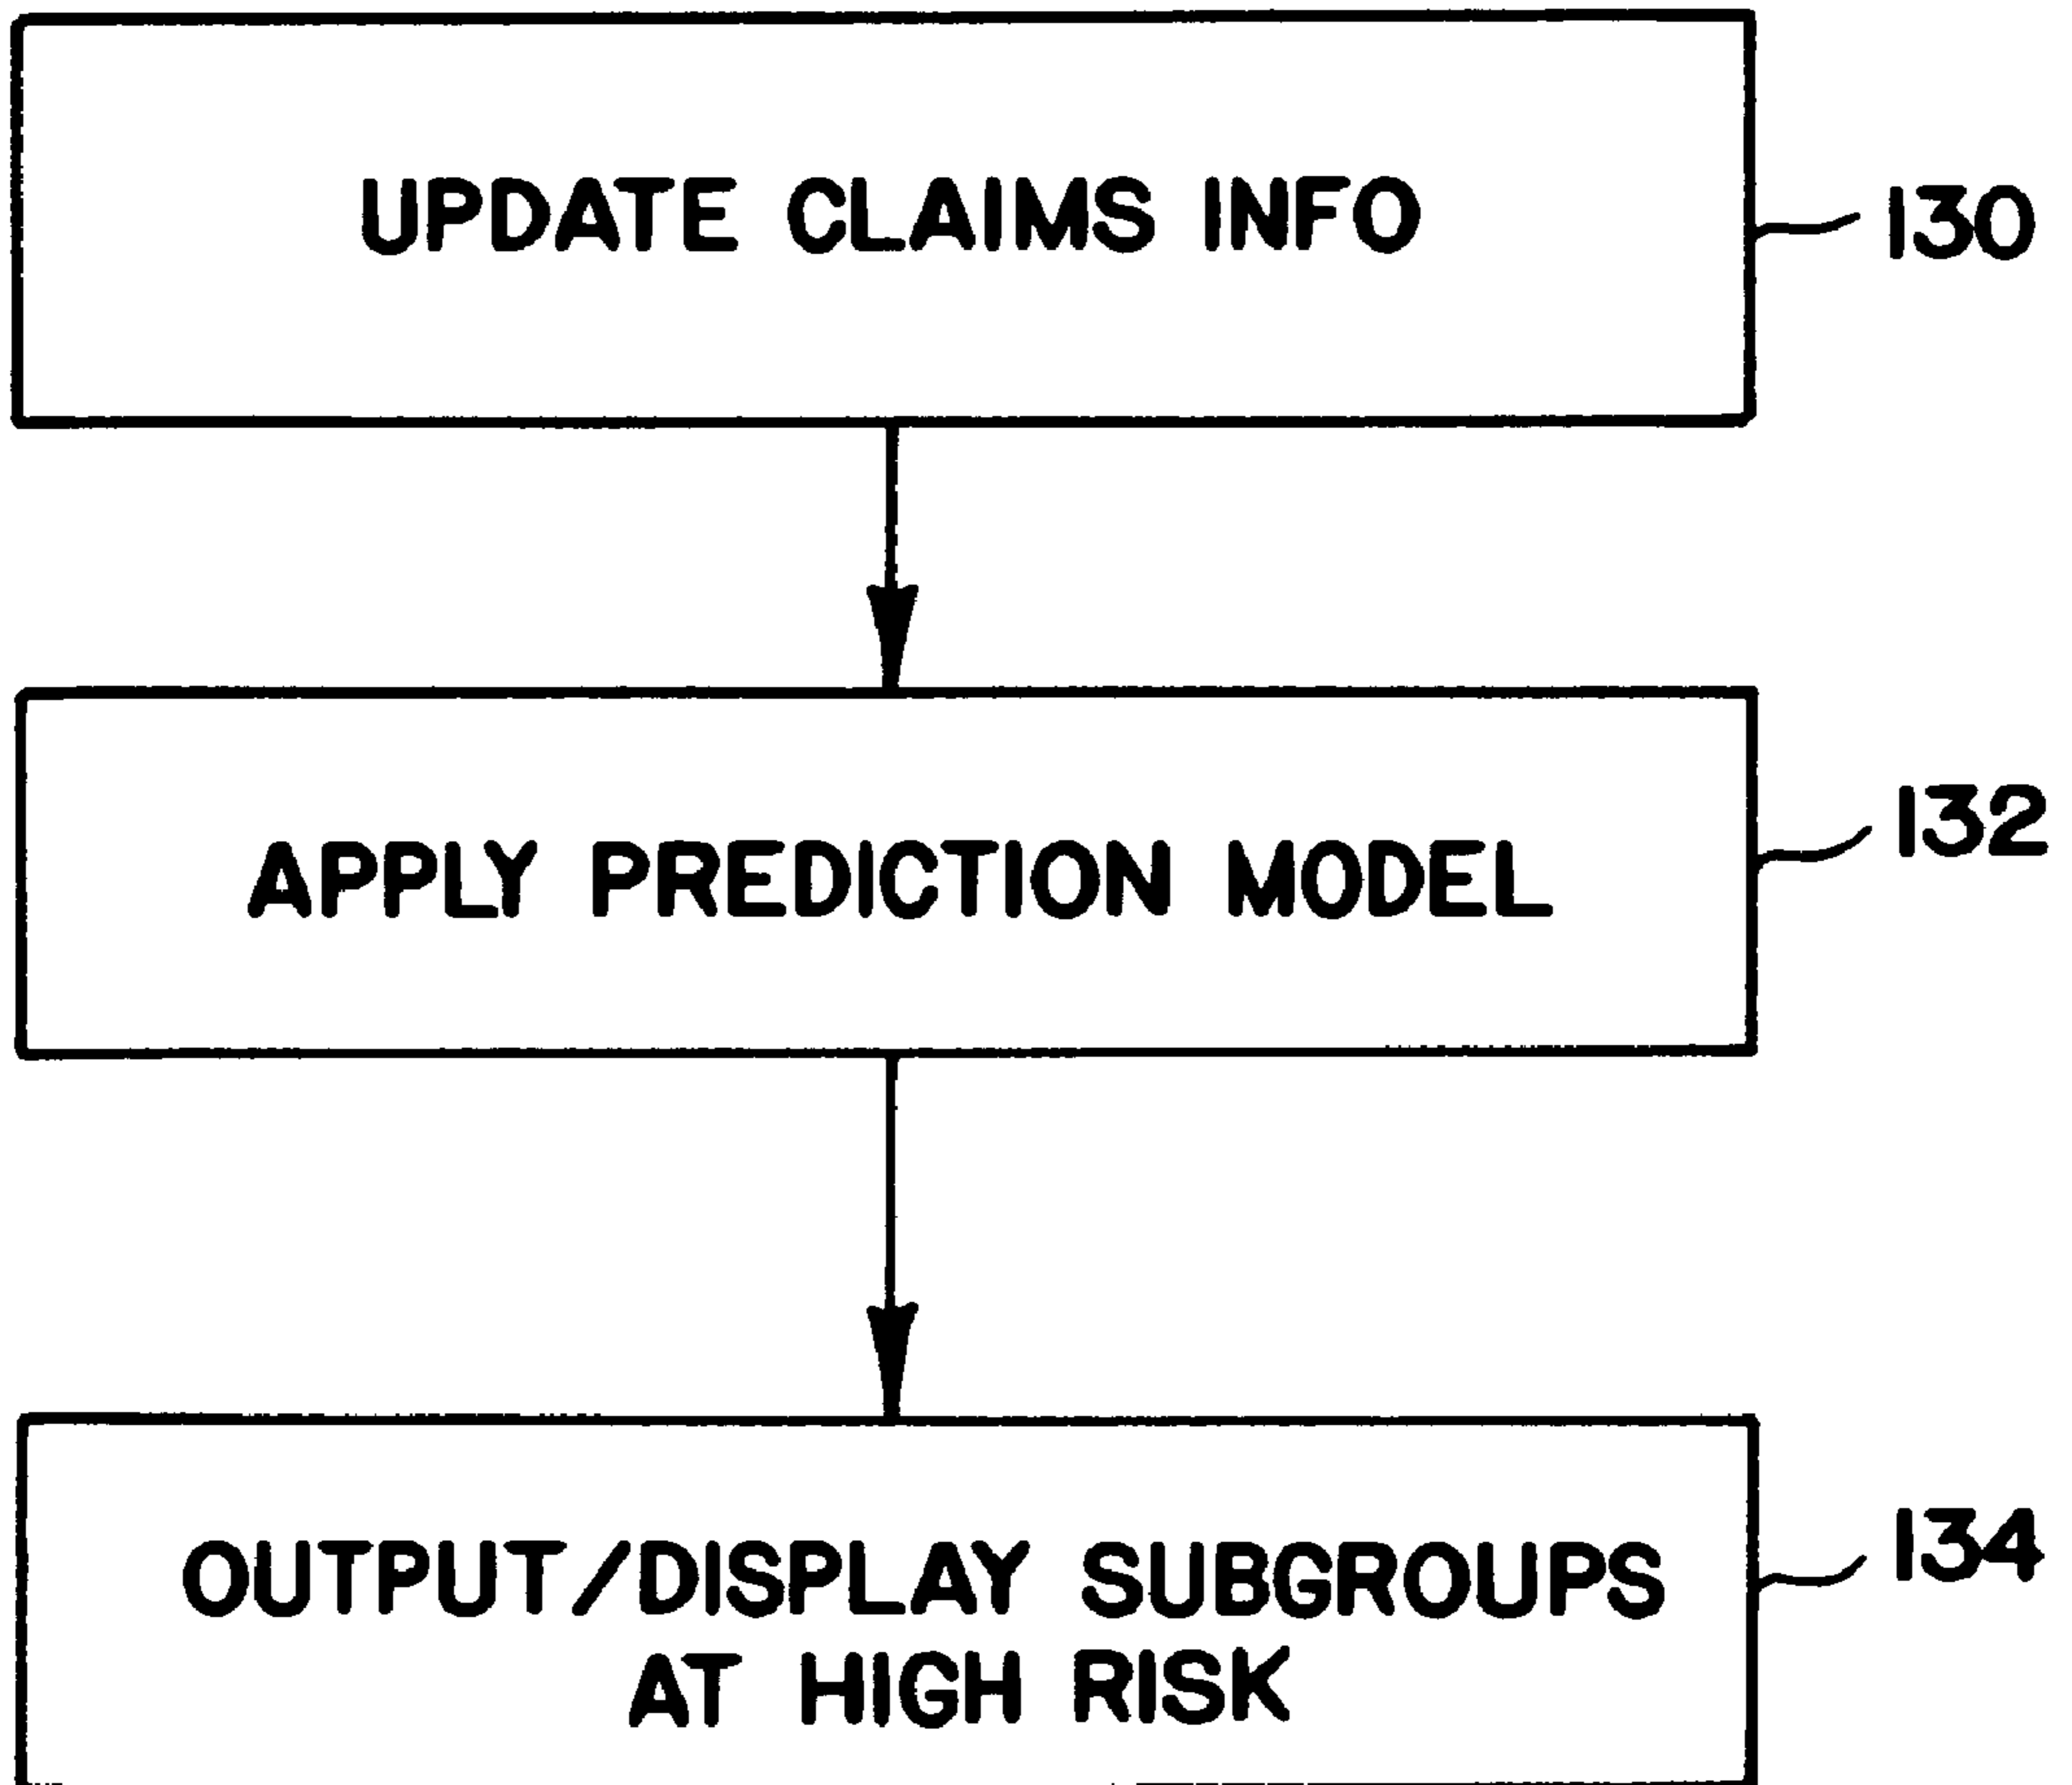 UPDATE CLAIMS INFO
130
APPLY PREDICTION MODEL
132
OUTPUT/DISPLAY SUBGROUPS
AT HIGH RISK
134